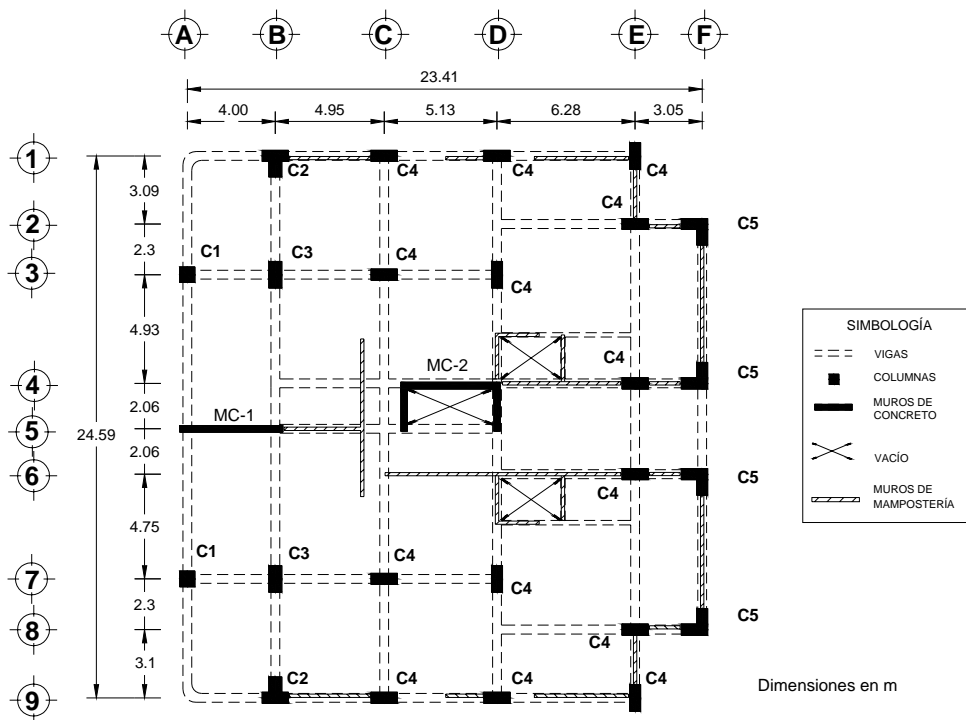 A B C D E F
23.41
4.00 4.95 5.13 6.28 3.05
1
C2 C4 C4 C4
3.09
C4 C5
2
2.3
C1 C3 C4
3
C4
4.93
SIMBOLOGÍA
VIGAS
C4 C5
COLUMNAS
MC-2
4
MUROS DE
CONCRETO
2.06
MC-1
5
24.59
2.06
VACÍO
6
C4 C5
MUROS DE
MAMPOSTERÍA
4.75
C1 C3 C4
7
C4
2.3
C5
8
C4
3.1
C2 C4 C4 C4
Dimensiones en m
9